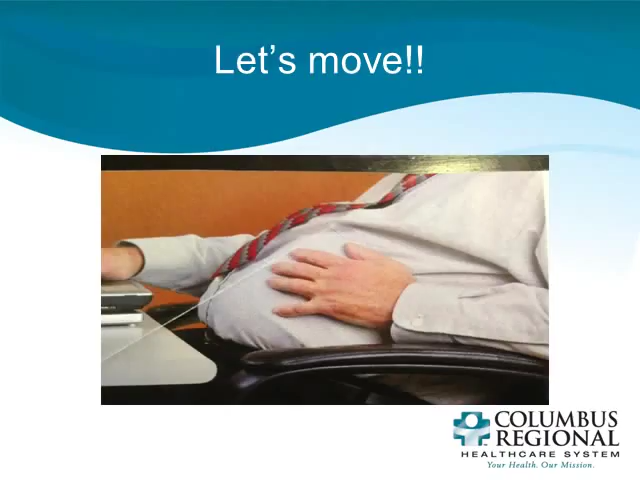 Let's move!!
COLUMBUS
REGIONAL
HEALTHCARE SYSTEM
Your Health. Our Mission.